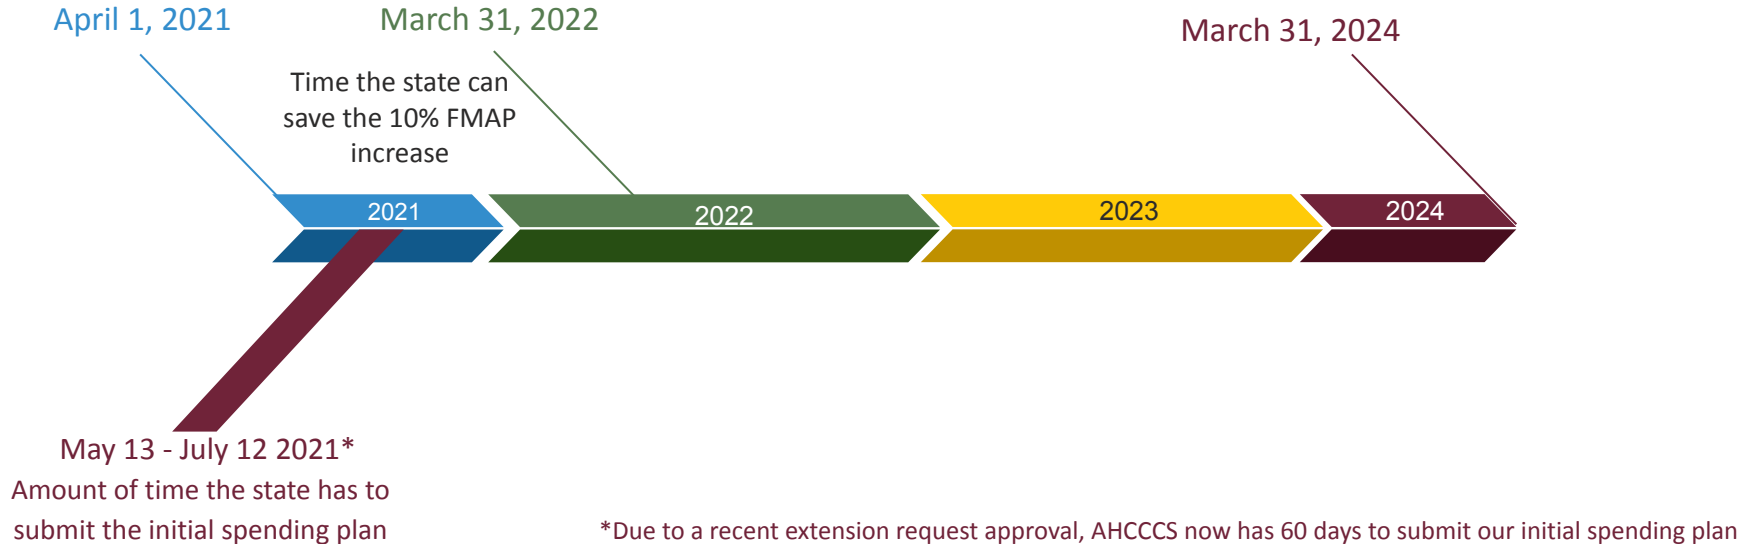 April 1, 2021
March 31, 2022
March 31, 2024
Time the state can
save the 10% FMAP
increase
2021
2022
2023
2024
May 13 - July 12 2021*
Amount of time the state has to
submit the initial spending plan
*Due to a recent extension request approval, AHCCCS now has 60 days to submit our initial spending plan